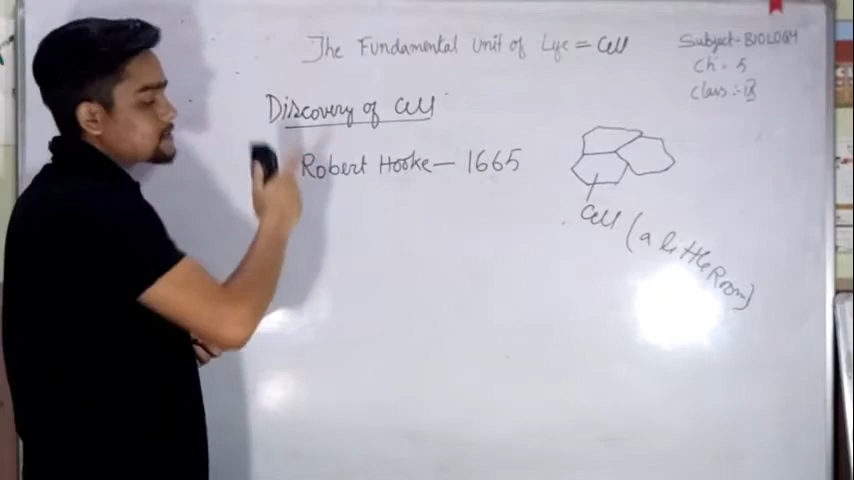 The Fundamental Unit of Lye = Cell
Subject:- BIOLOGY
Ch - 5
Class :- IX
Discovery of Cell
Robert Hooke — 1665
Cell (a little Room)